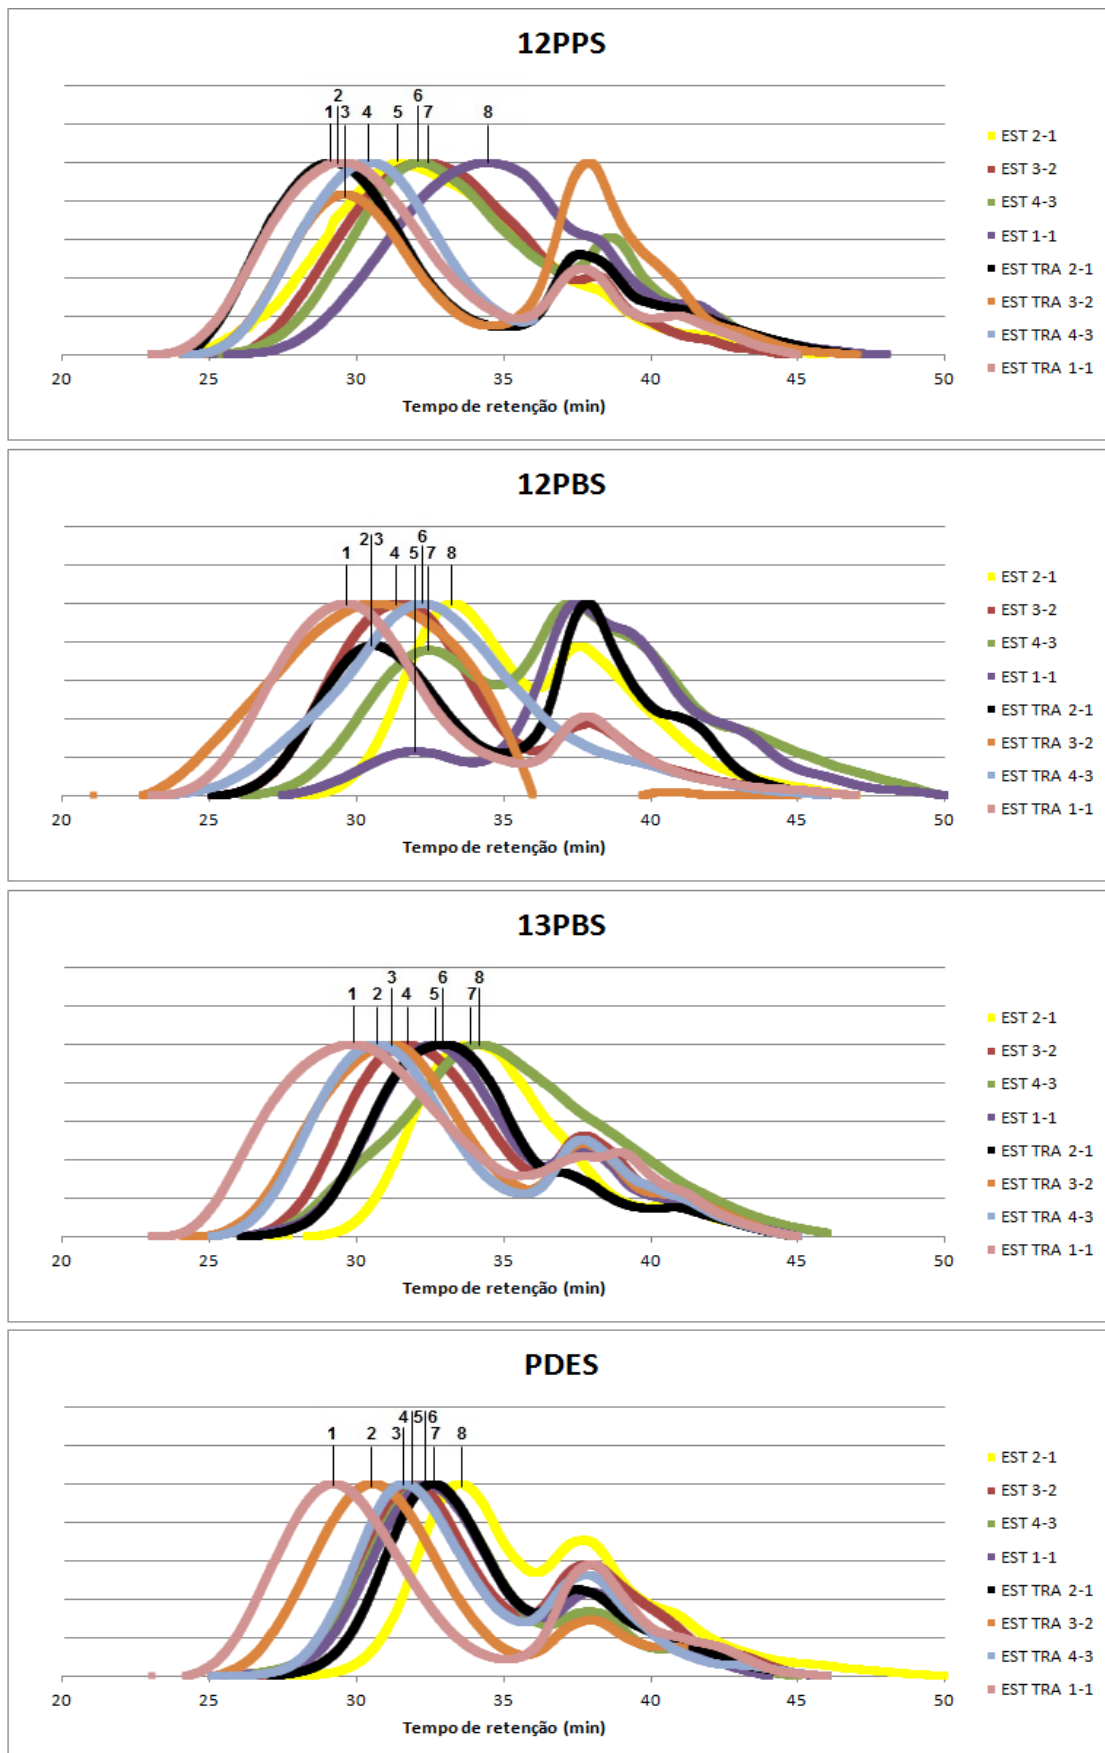 12PPS
2
6
1 3 4 5 7 8
EST 2-1
EST 3-2
EST 4-3
EST 1-1
EST TRA 2-1
EST TRA 3-2
EST TRA 4-3
EST TRA 1-1
20 25 30 35 40 45 50
Tempo de retenção (min)
12PBS
2 3 6
1 4 5 7 8
EST 2-1
EST 3-2
EST 4-3
EST 1-1
EST TRA 2-1
EST TRA 3-2
EST TRA 4-3
EST TRA 1-1
20 25 30 35 40 45 50
Tempo de retenção (min)
13PBS
3 6 8
1 2 4 5 7
EST 2-1
EST 3-2
EST 4-3
EST 1-1
EST TRA 2-1
EST TRA 3-2
EST TRA 4-3
EST TRA 1-1
20 25 30 35 40 45 50
Tempo de retenção (min)
PDES
4 5 6
1 2 3 7 8
EST 2-1
EST 3-2
EST 4-3
EST 1-1
EST TRA 2-1
EST TRA 3-2
EST TRA 4-3
EST TRA 1-1
20 25 30 35 40 45 50
Tempo de retenção (min)